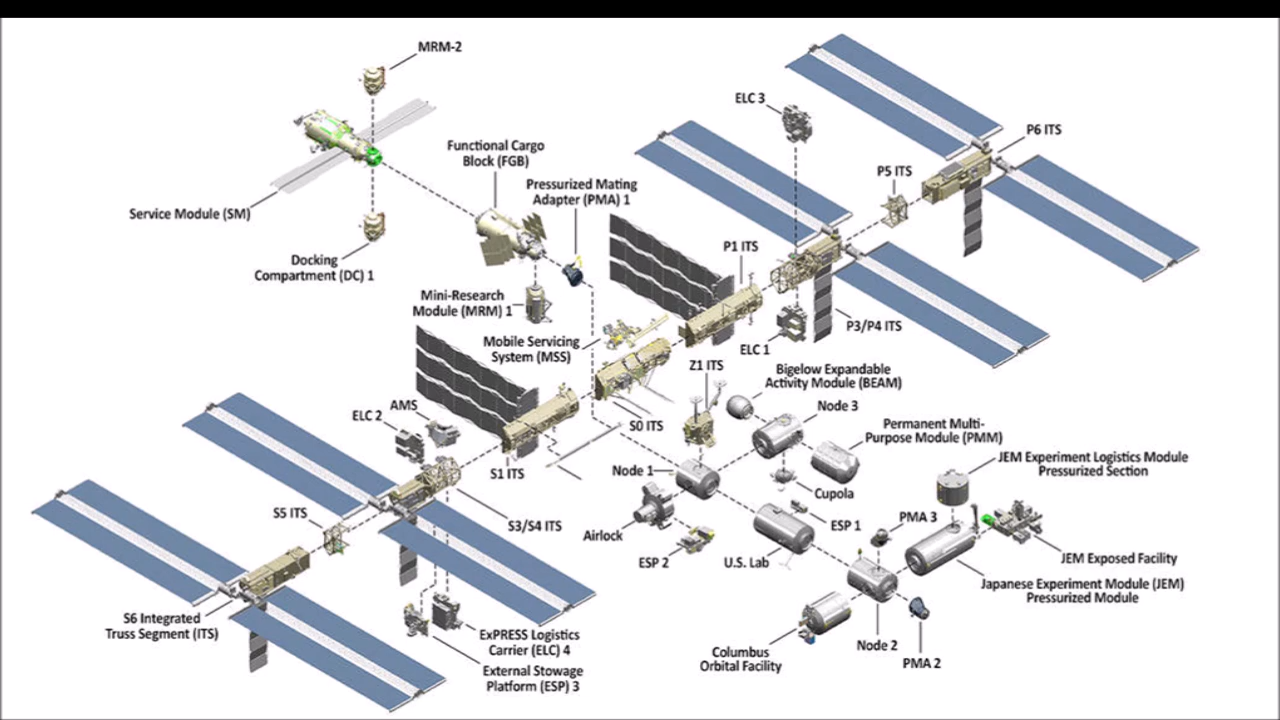 MRM-2
ELC 3
P6 ITS
Functional Cargo
Block (FGB)
P5 ITS
Pressurized Mating
Adapter (PMA) 1
Service Module (SM)
P1 ITS
Docking
Compartment (DC) 1
Mini-Research
Module (MRM) 1
P3/P4 ITS
Mobile Servicing
System (MSS)
ELC 1
Z1 ITS
Bigelow Expandable
Activity Module (BEAM)
AMS
ELC 2
Node 3
S0 ITS
Permanent Multi-
Purpose Module (PMM)
JEM Experiment Logistics Module
Pressurized Section
S1 ITS
Node 1
Cupola
S5 ITS
S3/S4 ITS
Airlock
ESP 1
PMA 3
ESP 2
U.S. Lab
JEM Exposed Facility
Japanese Experiment Module (JEM)
Pressurized Module
S6 Integrated
Truss Segment (ITS)
ExPRESS Logistics
Carrier (ELC) 4
Node 2
Columbus
Orbital Facility
PMA 2
External Stowage
Platform (ESP) 3